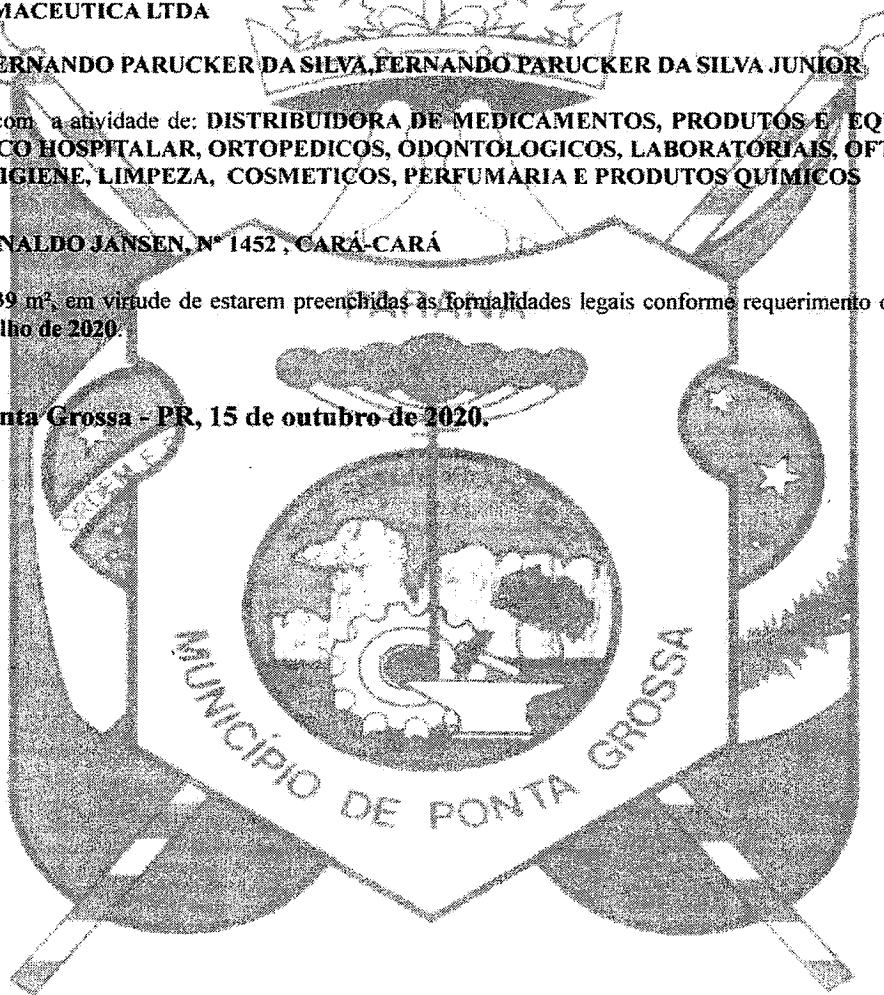 MACEUTICA LTDA
ERNANDO PARUCKER DA SILVA,FERNANDO PARUCKER DA SILVA JUNIOR
com a atividade de: DISTRIBUIDORA DE MEDICAMENTOS, PRODUTOS E EQ
CO HOSPITALAR, ORTOPEDICOS, ODONTOLOGICOS, LABORATORIAIS, OFT
IGIENE, LIMPEZA, COSMETICOS, PERFUMARIA E PRODUTOS QUIMICOS
NALDO JANSEN, N° 1452 , CARÁ-CARÁ
39 m², em virtude de estarem preenchidas as formalidades legais conforme requerimento
lho de 2020.
PARANÁ
nta Grossa - PR, 15 de outubro de 2020.
ORDEM E
MUNICÍPIO DE PONTA GROSSA